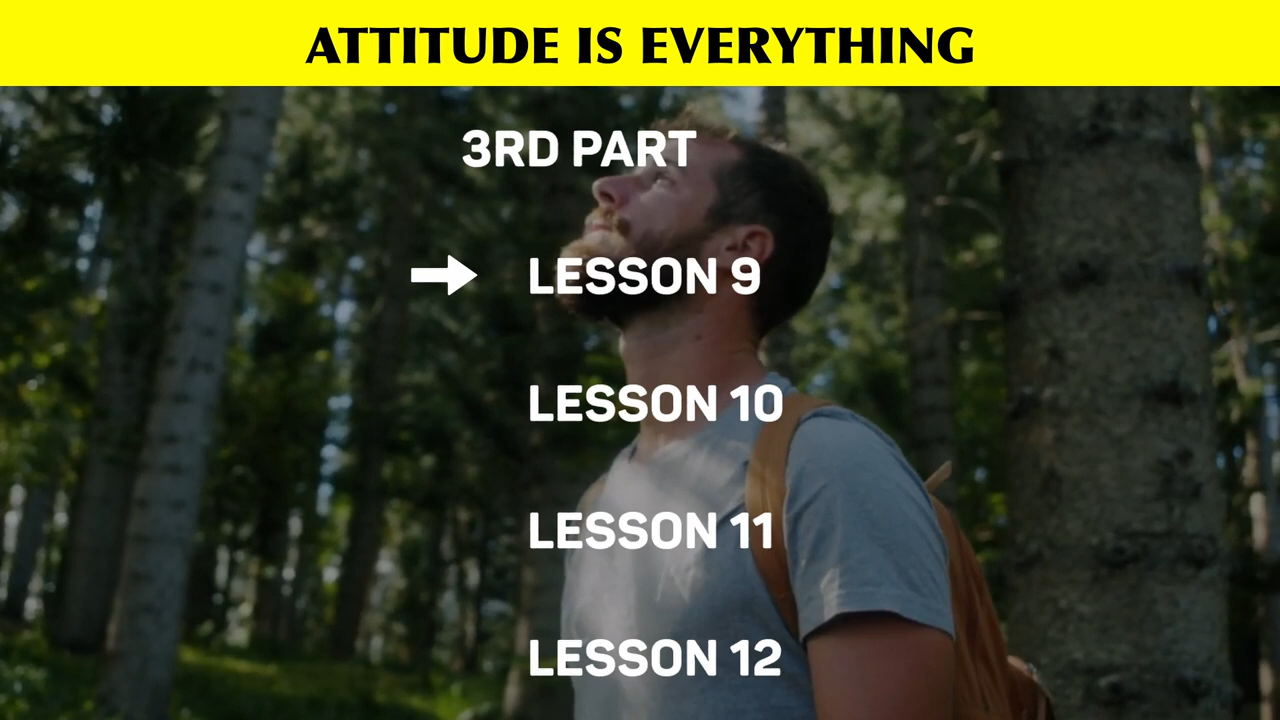 ATTITUDE IS EVERYTHING
3RD PART
LESSON 9
LESSON 10
LESSON 11
LESSON 12